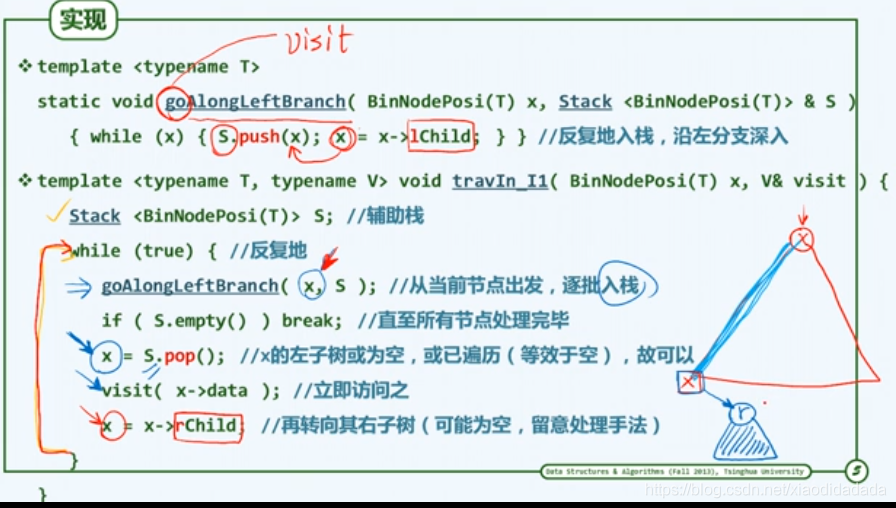 实现
visit
❖ template <typename T>
static void goAlongLeftBranch( BinNodePosi(T) x, Stack <BinNodePosi(T)> & S )
{ while (x) { S.push(x); x = x->lChild; } } //反复地入栈，沿左分支深入
❖ template <typename T, typename V> void travIn_I1( BinNodePosi(T) x, V& visit ) {
Stack <BinNodePosi(T)> S; //辅助栈
while (true) { //反复地
goAlongLeftBranch( x, S ); //从当前节点出发，逐批入栈
x
if ( S.empty() ) break; //直至所有节点处理完毕
x = S.pop(); //x的左子树或为空，或已遍历（等效于空），故可以
x
visit( x->data ); //立即访问之
r
x = x->rChild; //再转向其右子树（可能为空，留意处理手法）
}
Data Structures & Algorithms (Fall 2013), Tsinghua University
5
https://blog.csdn.net/xiaodidadada
}